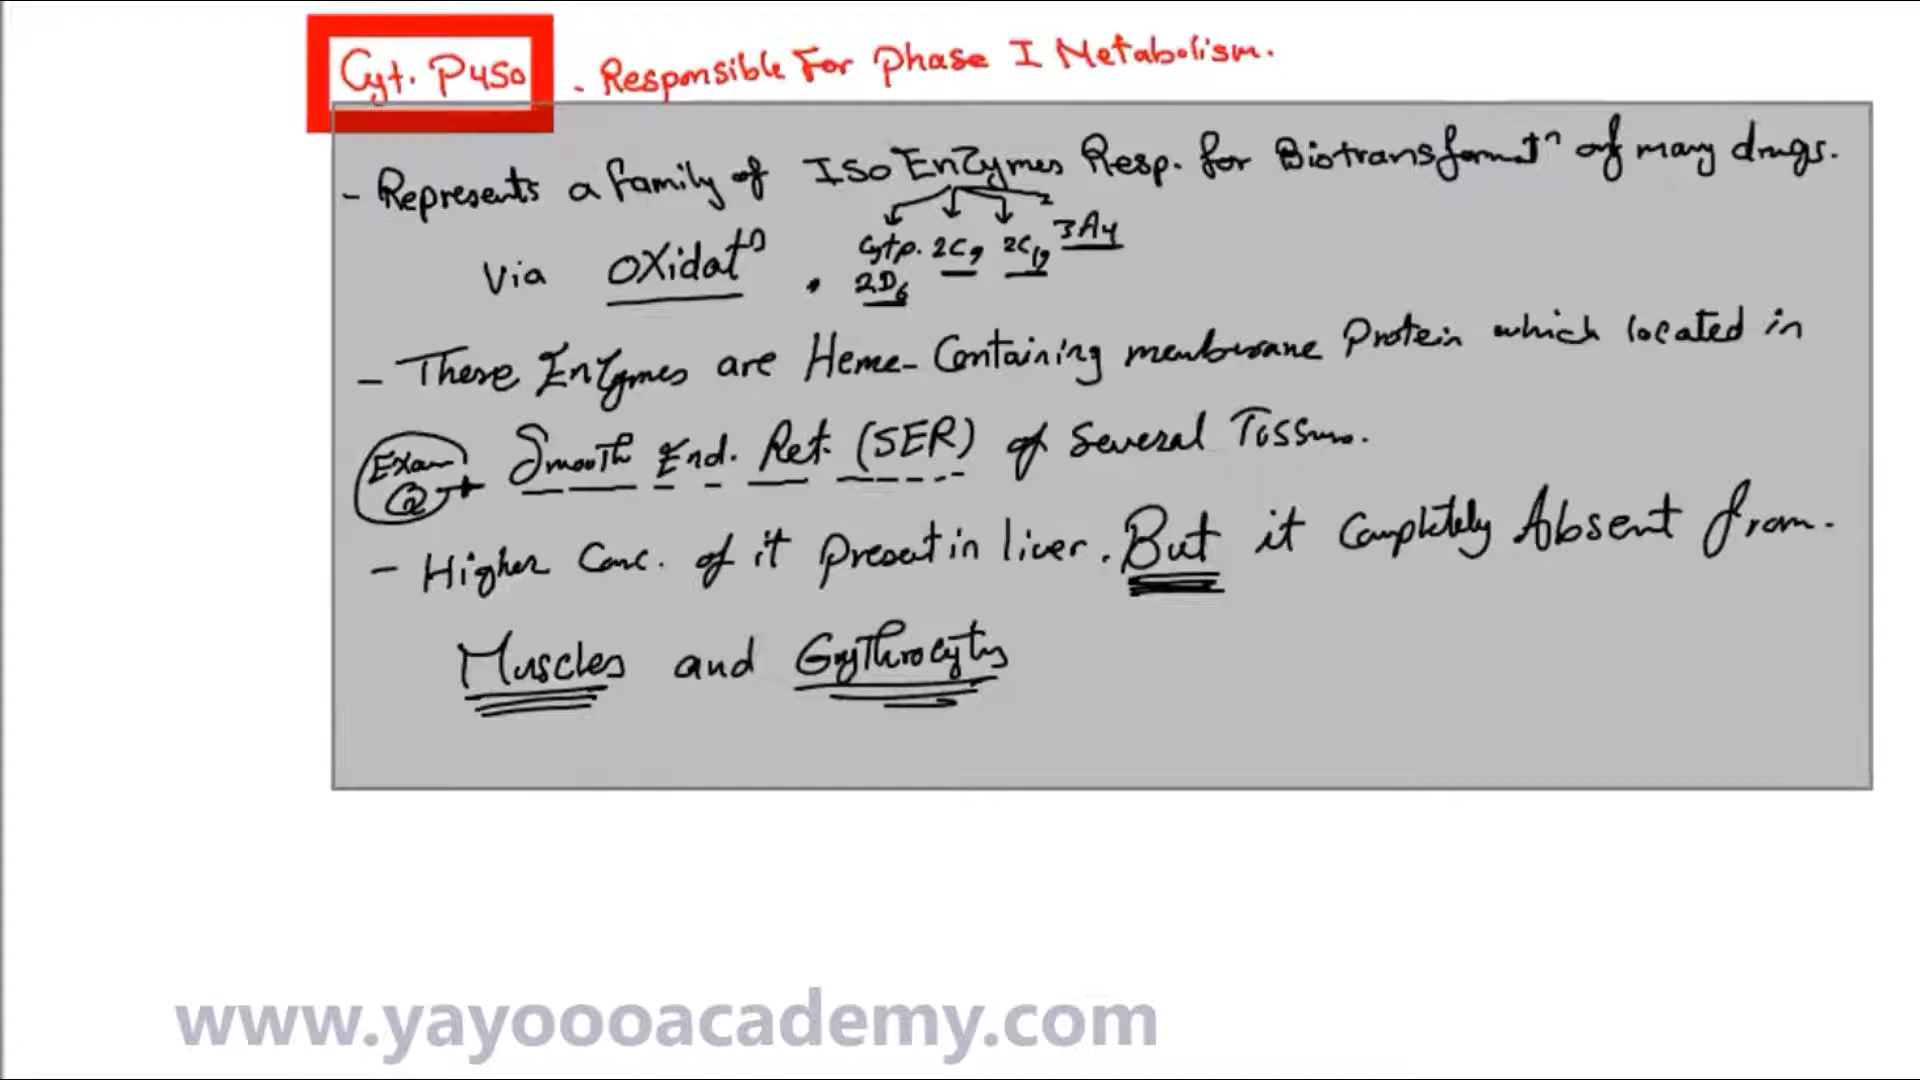 Cyt. P450 . Responsible For Phase I Metabolism.
- Represents a family of IsoEnzymes Resp. for Biotransformatⁿ of many drugs.
Via Oxidatⁿ . Cytp. 2D6 2C9 2C19 3A4
- These Enzymes are Heme-Containing membrane Protein which located in
Exam Q → Smooth End. Ret. (SER) of Several Tissues.
- Higher Conc. of it Present in liver. But it Completely Absent from.
Muscles and Erythrocytes
www.yayoooacademy.com